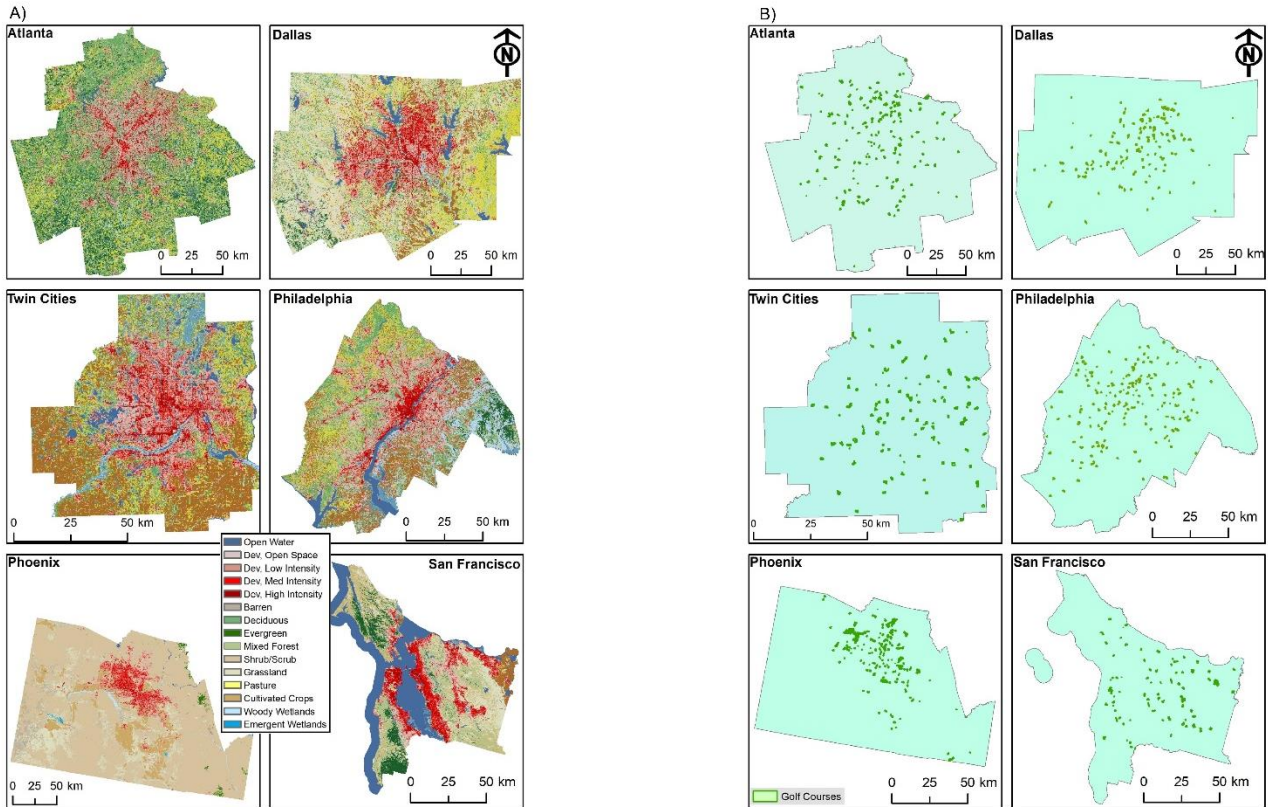 A)
Atlanta
0 25 50 km
Dallas
N
0 25 50 km
Twin Cities
0 25 50 km
Philadelphia
0 25 50 km
Phoenix
0 25 50 km
Open Water
Dev, Open Space
Dev, Low Intensity
Dev, Med Intensity
Dev, High Intensity
Barren
Deciduous
Evergreen
Mixed Forest
Shrub/Scrub
Grassland
Pasture
Cultivated Crops
Woody Wetlands
Emergent Wetlands
San Francisco
0 25 50 km
B)
Atlanta
0 25 50 km
Dallas
N
0 25 50 km
Twin Cities
0 25 50 km
Philadelphia
0 25 50 km
Phoenix
0 25 50 km
Golf Courses
San Francisco
0 25 50 km